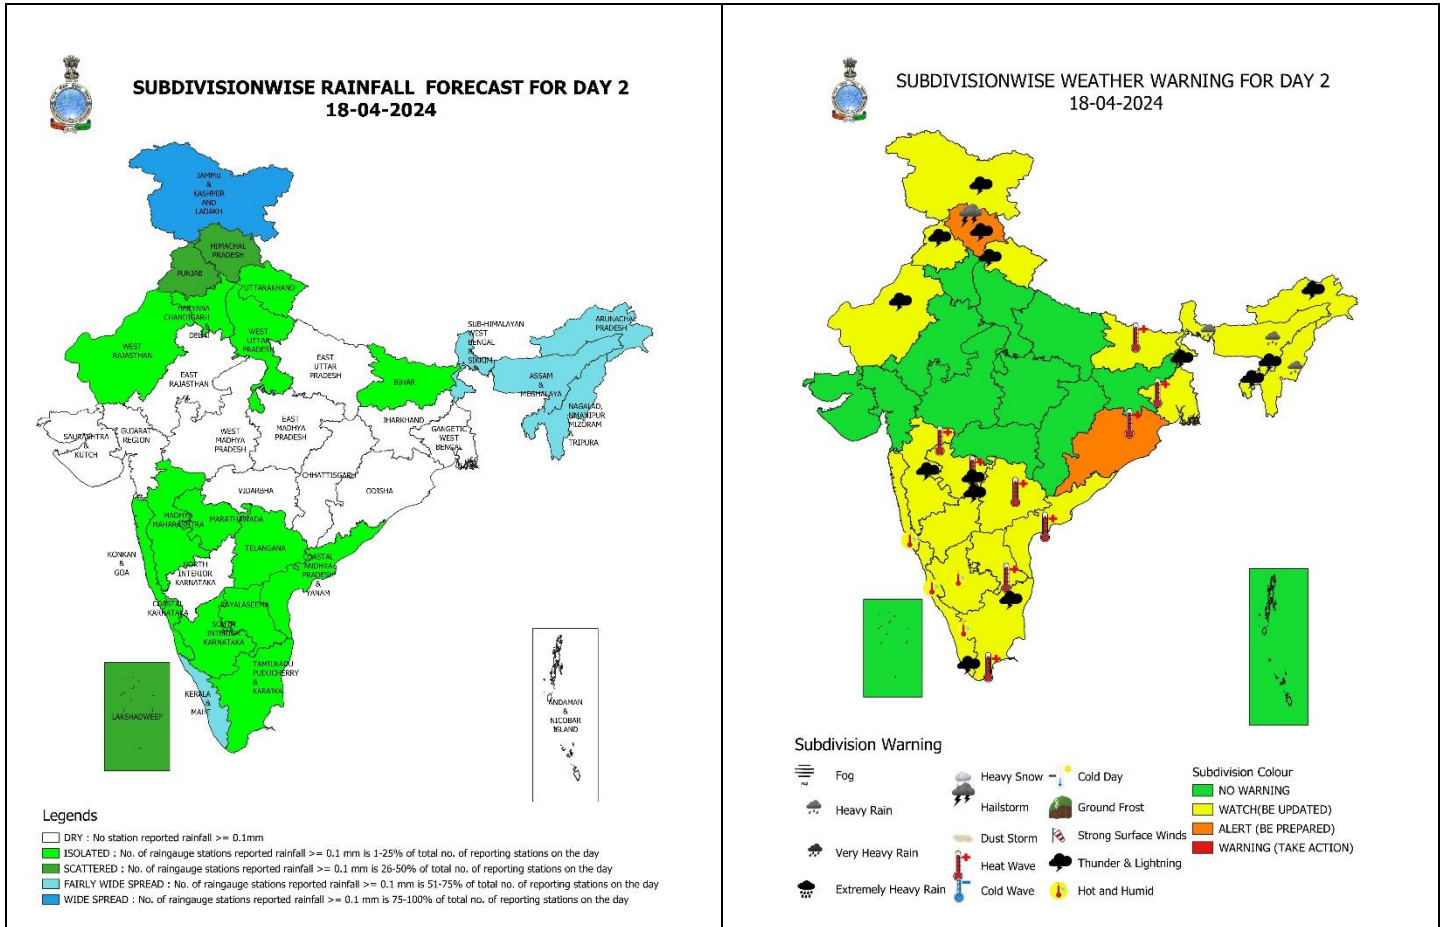 SUBDIVISIONWISE RAINFALL FORECAST FOR DAY 2
18-04-2024
JAMMU
&
KASHMIR
AND
LADAKH
HIMACHAL
PRADESH
PUNJAB
UTTARAKHAND
HARYANA
CHANDIGARH
DELHI
WEST
UTTAR
PRADESH
WEST
RAJASTHAN
EAST
RAJASTHAN
EAST
UTTAR
PRADESH
BIHAR
SUB-HIMALAYAN
WEST
BENGAL
&
SIKKIM
ARUNACHAL
PRADESH
ASSAM
&
MEGHALAYA
NAGALAD,
MANIPUR
MIZORAM
&
TRIPURA
SAURASHTRA
&
KUTCH
GUJARAT
REGION
WEST
MADHYA
PRADESH
EAST
MADHYA
PRADESH
JHARKHAND
GANGETIC
WEST
BENGAL
CHHATTISGARH
ODISHA
VIDARBHA
MADHYA
MAHARASHTRA
MARATHAWADA
TELANGANA
KONKAN
&
GOA
NORTH
INTERIOR
KARNATAKA
COASTAL
ANDHRA
PRADESH
&
YANAM
COASTAL
KARNATAKA
RAYALASEEMA
SOUTH
INTERIOR
KARNATAKA
TAMILNADU
PUDUCHERRY
&
KARAIKAL
KERALA
&
MAHE
LAKSHADWEEP
ANDAMAN
&
NICOBAR
ISLAND
Legends
DRY : No station reported rainfall >= 0.1mm
ISOLATED : No. of raingauge stations reported rainfall >= 0.1 mm is 1-25% of total no. of reporting stations on the day
SCATTERED : No. of raingauge stations reported rainfall >= 0.1 mm is 26-50% of total no. of reporting stations on the day
FAIRLY WIDE SPREAD : No. of raingauge stations reported rainfall >= 0.1 mm is 51-75% of total no. of reporting stations on the day
WIDE SPREAD : No. of raingauge stations reported rainfall >= 0.1 mm is 75-100% of total no. of reporting stations on the day
SUBDIVISIONWISE WEATHER WARNING FOR DAY 2
18-04-2024
Subdivision Warning
Fog
Heavy Rain
Very Heavy Rain
Extremely Heavy Rain
Heavy Snow
Hailstorm
Dust Storm
Heat Wave
Cold Wave
Cold Day
Ground Frost
Strong Surface Winds
Thunder & Lightning
Hot and Humid
Subdivision Colour
NO WARNING
WATCH(BE UPDATED)
ALERT (BE PREPARED)
WARNING (TAKE ACTION)